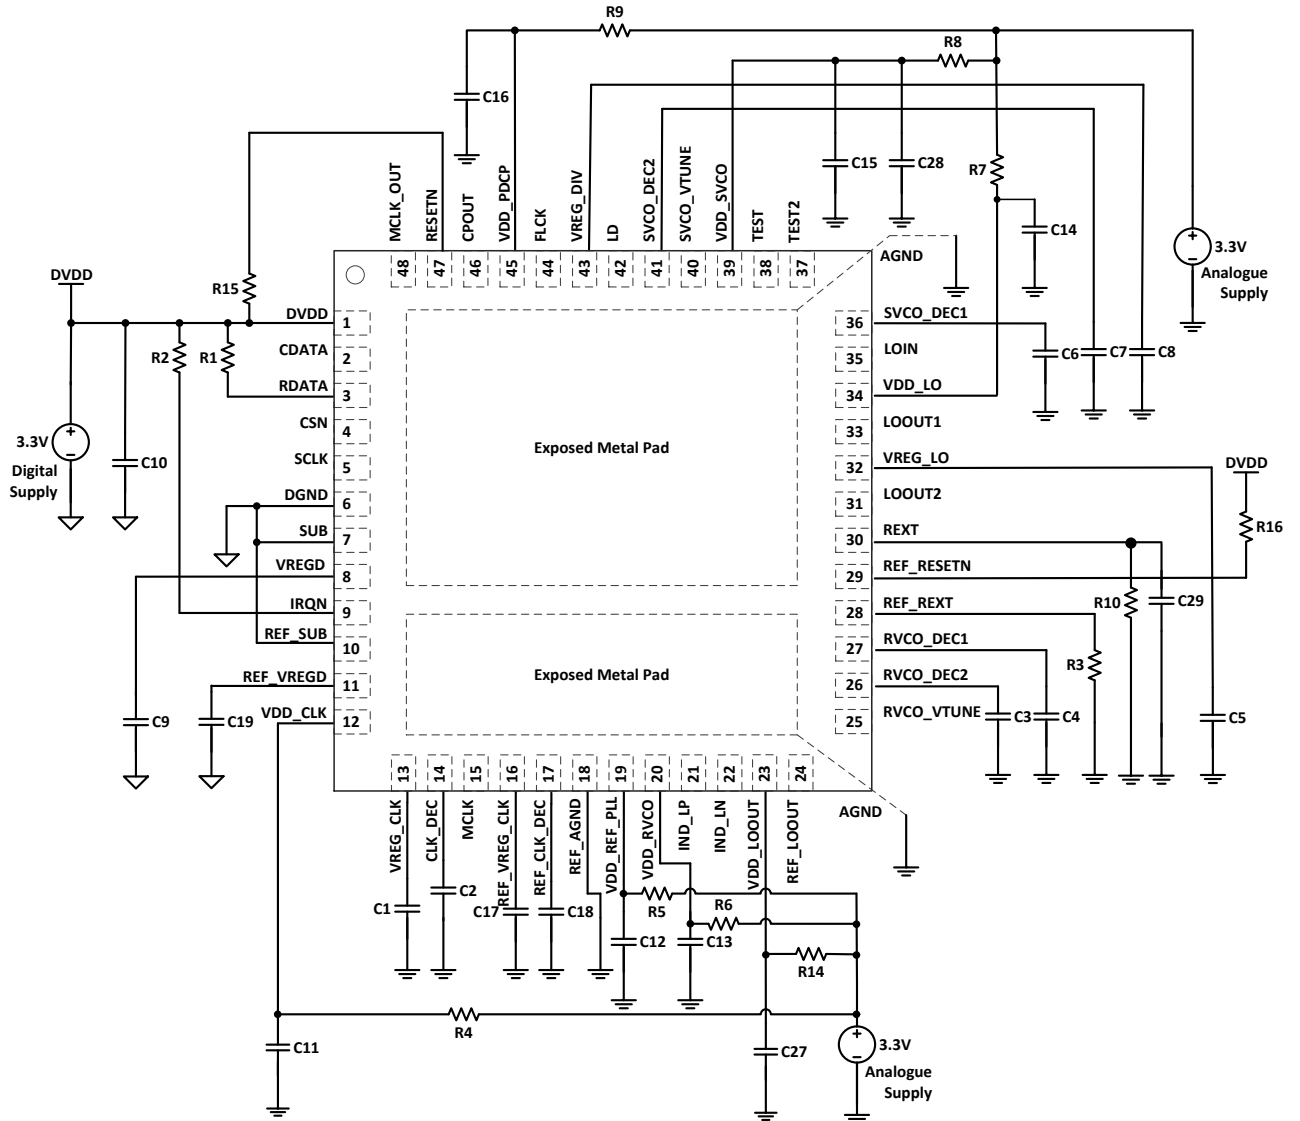 R9
R8
C16
C15
C28
R7
C14
3.3V
Analogue
Supply
MCLK_OUT
RESETN
CPOUT
VDD_PDCP
FLCK
VREG_DIV
LD
SVCO_DEC2
SVCO_VTUNE
VDD_SVCO
TEST
TEST2
AGND
48
47
46
45
44
43
42
41
40
39
38
37
DVDD
R15
DVDD
1
36
SVCO_DEC1
R2
R1
CDATA
2
35
LOIN
C6
C7
C8
RDATA
3
34
VDD_LO
CSN
4
33
LOOUT1
3.3V
Digital
Supply
C10
Exposed Metal Pad
SCLK
5
32
VREG_LO
DVDD
DGND
6
31
LOOUT2
SUB
7
30
REXT
R16
VREGD
8
29
REF_RESETN
IRQN
9
28
REF_REXT
R10
C29
REF_SUB
10
27
RVCO_DEC1
R3
REF_VREGD
11
Exposed Metal Pad
26
RVCO_DEC2
C9
C19
VDD_CLK
12
25
RVCO_VTUNE
C3
C4
C5
13
14
15
16
17
18
19
20
21
22
23
24
AGND
VREG_CLK
CLK_DEC
MCLK
REF_VREG_CLK
REF_CLK_DEC
REF_AGND
VDD_REF_PLL
VDD_RVCO
IND_LP
IND_LN
VDD_LOOUT
REF_LOOUT
C1
C2
C17
C18
R5
R6
C12
C13
R14
R4
C11
C27
3.3V
Analogue
Supply